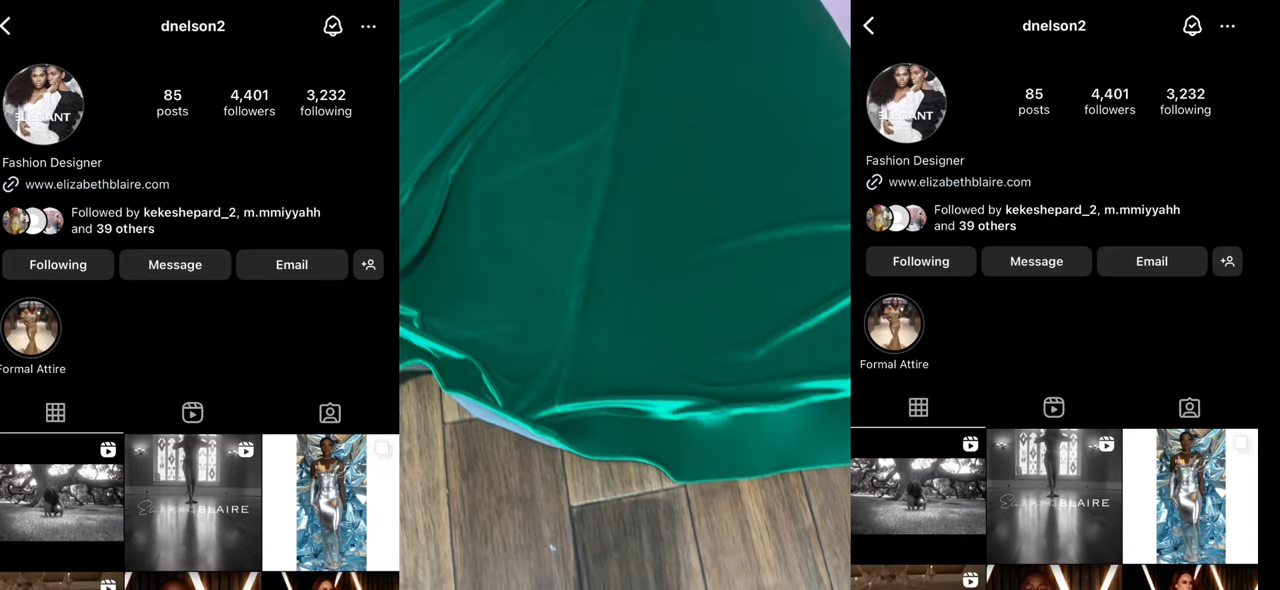 dnelson2
ELEGANT
85
4,401
3,232
posts
followers
following
Fashion Designer
www.elizabethblaire.com
Followed by kekeshepard_2, m.mmiyyahh
and 39 others
Following
Message
Email
Formal Attire
BLAIRE
dnelson2
ELEGANT
85
4,401
3,232
posts
followers
following
Fashion Designer
www.elizabethblaire.com
Followed by kekeshepard_2, m.mmiyyahh
and 39 others
Following
Message
Email
Formal Attire
BLAIRE